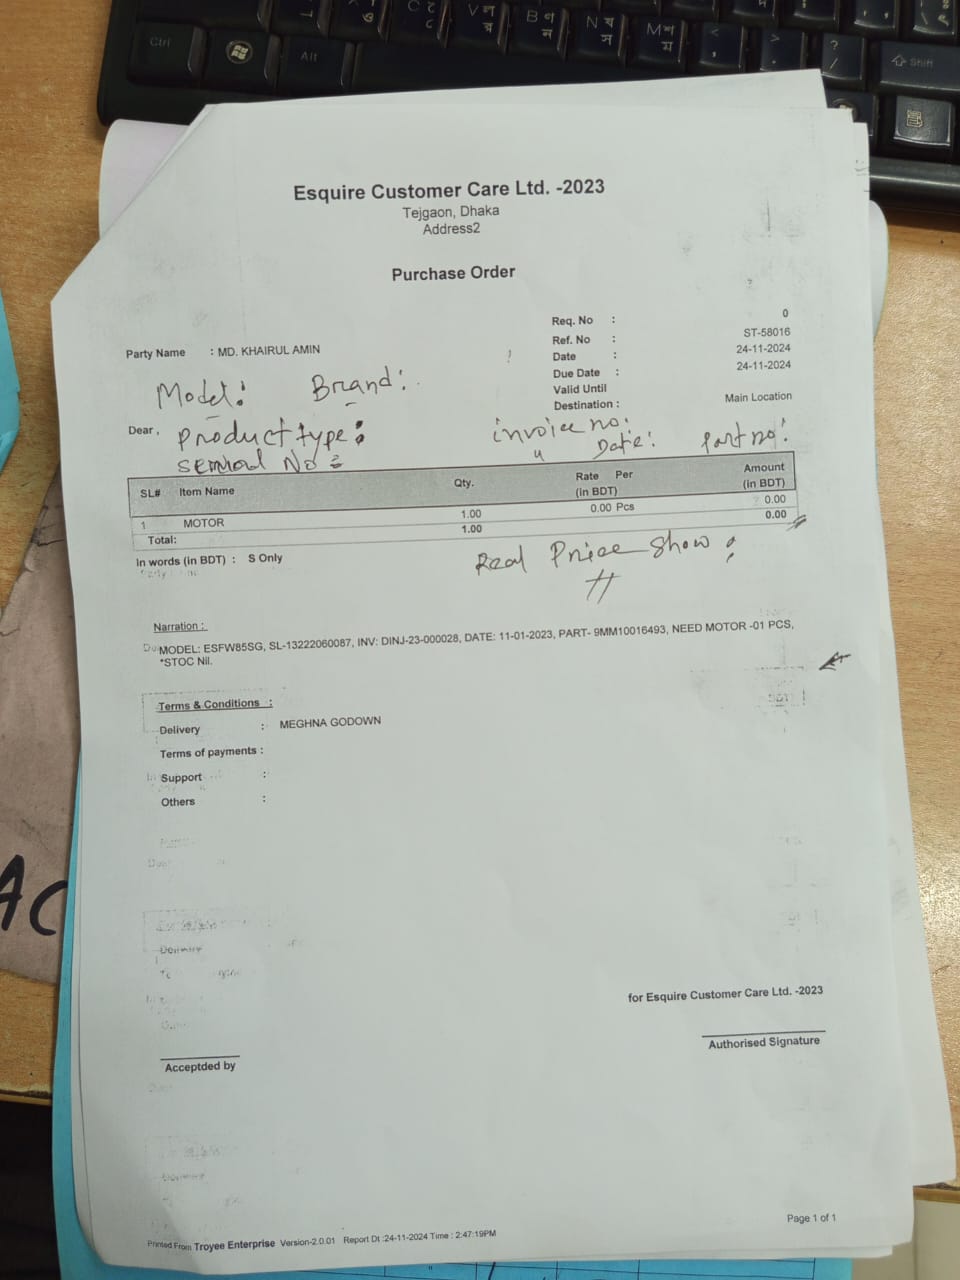 Ctrl
Alt
C
V ল র
B ণ ন
N ষ স
M শ ম
<
,
>
.
?
/
Shift
Esquire Customer Care Ltd. -2023
Tejgaon, Dhaka
Address2
Purchase Order
Party Name : MD. KHAIRUL AMIN
Req. No : 0
Ref. No : ST-58016
Date : 24-11-2024
Due Date : 24-11-2024
Valid Until
Destination : Main Location
Model: Brand:
Dear ,
Product type: invoice no: Date: Part no:
No:
SL# Item Name Qty. Rate Per (in BDT) Amount (in BDT)
1 MOTOR 1.00 0.00 Pcs 0.00
Total: 1.00 0.00
In words (in BDT) : S Only
Real Price Show:
Narration :
MODEL: ESFW85SG, SL-13222060087, INV: DINJ-23-000028, DATE: 11-01-2023, PART- 9MM10016493, NEED MOTOR -01 PCS,
*STOC Nil.
Terms & Conditions :
Delivery : MEGHNA GODOWN
Terms of payments :
Support :
Others :
AC
for Esquire Customer Care Ltd. -2023
Authorised Signature
Acceptded by
Page 1 of 1
Printed From Troyee Enterprise Version-2.0.01 Report Dt :24-11-2024 Time : 2:47:19PM